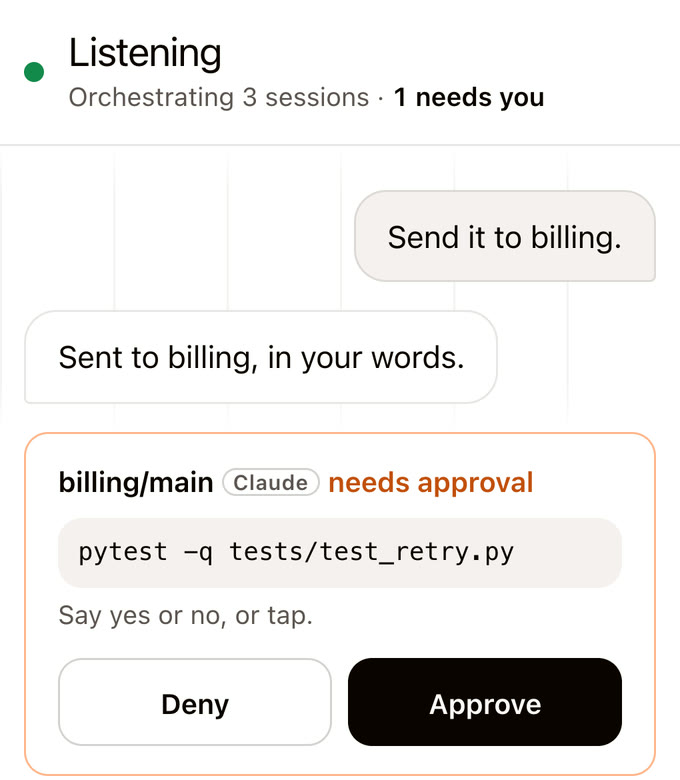 Listening
Orchestrating 3 sessions · 1 needs you
Send it to billing.
Sent to billing, in your words.
billing/main Claude needs approval
pytest -q tests/test_retry.py
Say yes or no, or tap.
Deny Approve